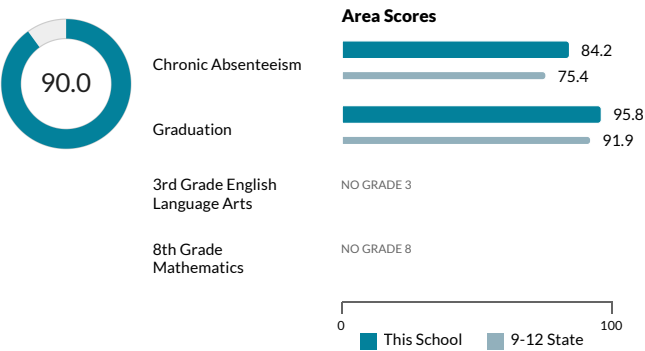 Area Scores
90.0
Chronic Absenteeism
84.2
75.4
Graduation
95.8
91.9
3rd Grade English
Language Arts
NO GRADE 3
8th Grade
Mathematics
NO GRADE 8
0
100
This School
9-12 State